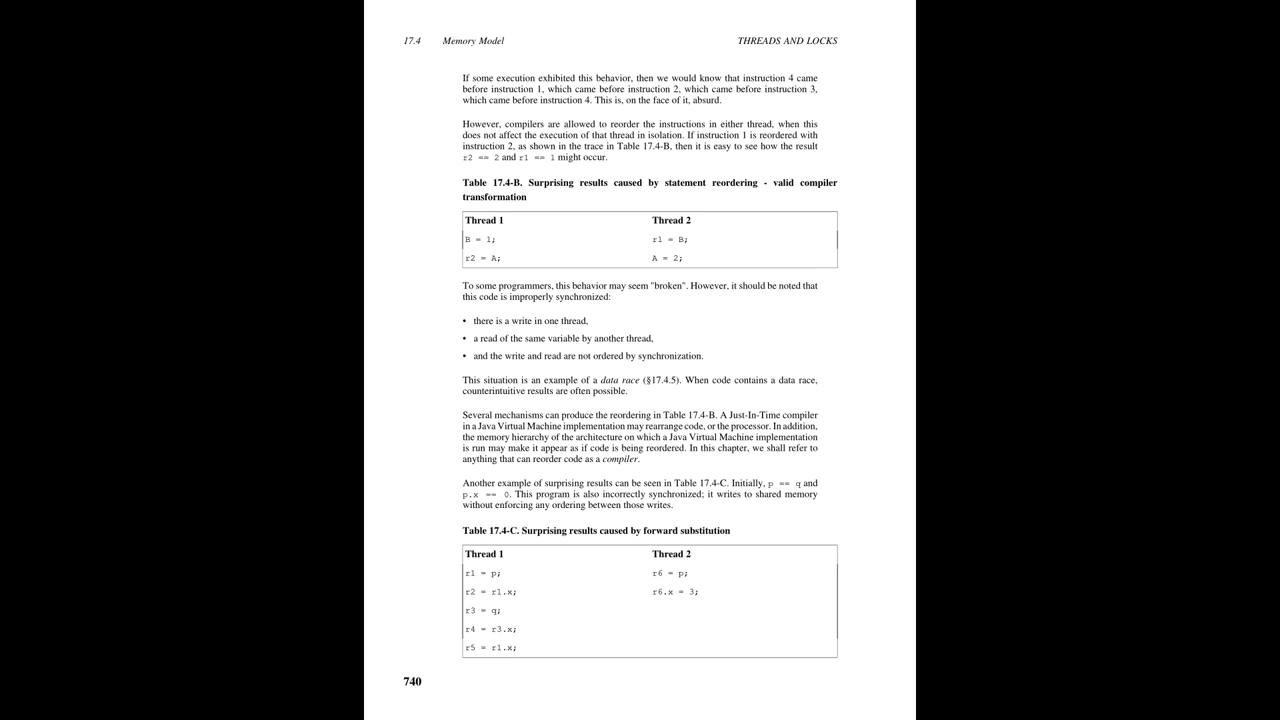 17.4 Memory Model THREADS AND LOCKS
If some execution exhibited this behavior, then we would know that instruction 4 came
before instruction 1, which came before instruction 2, which came before instruction 3,
which came before instruction 4. This is, on the face of it, absurd.
However, compilers are allowed to reorder the instructions in either thread, when this
does not affect the execution of that thread in isolation. If instruction 1 is reordered with
instruction 2, as shown in the trace in Table 17.4-B, then it is easy to see how the result
r2 == 2 and r1 == 1 might occur.
Table 17.4-B. Surprising results caused by statement reordering - valid compiler
transformation
Thread 1 Thread 2
B = 1; r1 = B;
r2 = A; A = 2;
To some programmers, this behavior may seem "broken". However, it should be noted that
this code is improperly synchronized:
• there is a write in one thread,
• a read of the same variable by another thread,
• and the write and read are not ordered by synchronization.
This situation is an example of a data race (§17.4.5). When code contains a data race,
counterintuitive results are often possible.
Several mechanisms can produce the reordering in Table 17.4-B. A Just-In-Time compiler
in a Java Virtual Machine implementation may rearrange code, or the processor. In addition,
the memory hierarchy of the architecture on which a Java Virtual Machine implementation
is run may make it appear as if code is being reordered. In this chapter, we shall refer to
anything that can reorder code as a compiler.
Another example of surprising results can be seen in Table 17.4-C. Initially, p == q and
p.x == 0. This program is also incorrectly synchronized; it writes to shared memory
without enforcing any ordering between those writes.
Table 17.4-C. Surprising results caused by forward substitution
Thread 1 Thread 2
r1 = p; r6 = p;
r2 = r1.x; r6.x = 3;
r3 = q;
r4 = r3.x;
r5 = r1.x;
740